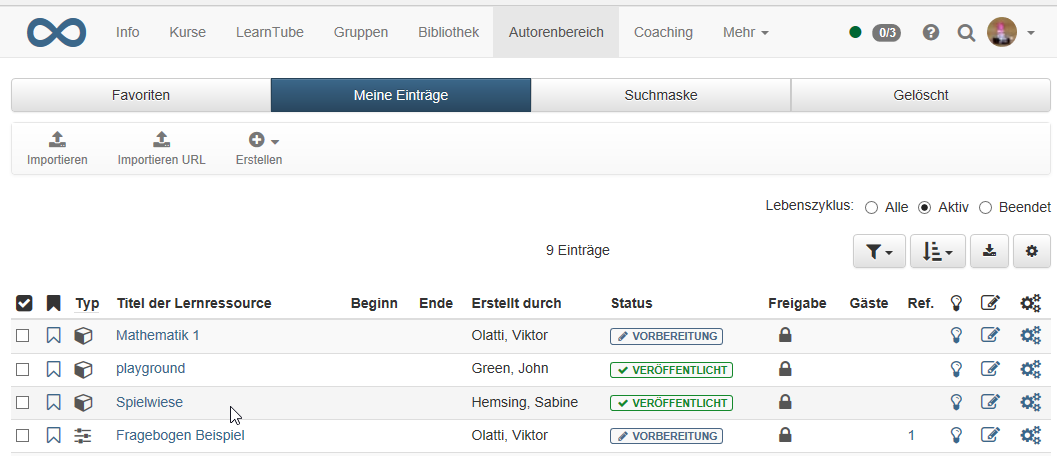 Info Kurse LearnTube Gruppen Bibliothek Autorenbereich Coaching Mehr 0/3
Favoriten Meine Einträge Suchmaske Gelöscht
Importieren Importieren URL Erstellen
Lebenszyklus: Alle Aktiv Beendet
9 Einträge
Typ Titel der Lernressource Beginn Ende Erstellt durch Status Freigabe Gäste Ref.
Mathematik 1 Olatti, Viktor VORBEREITUNG
playground Green, John VERÖFFENTLICHT
Spielwiese Hemsing, Sabine VERÖFFENTLICHT
Fragebogen Beispiel Olatti, Viktor VORBEREITUNG 1